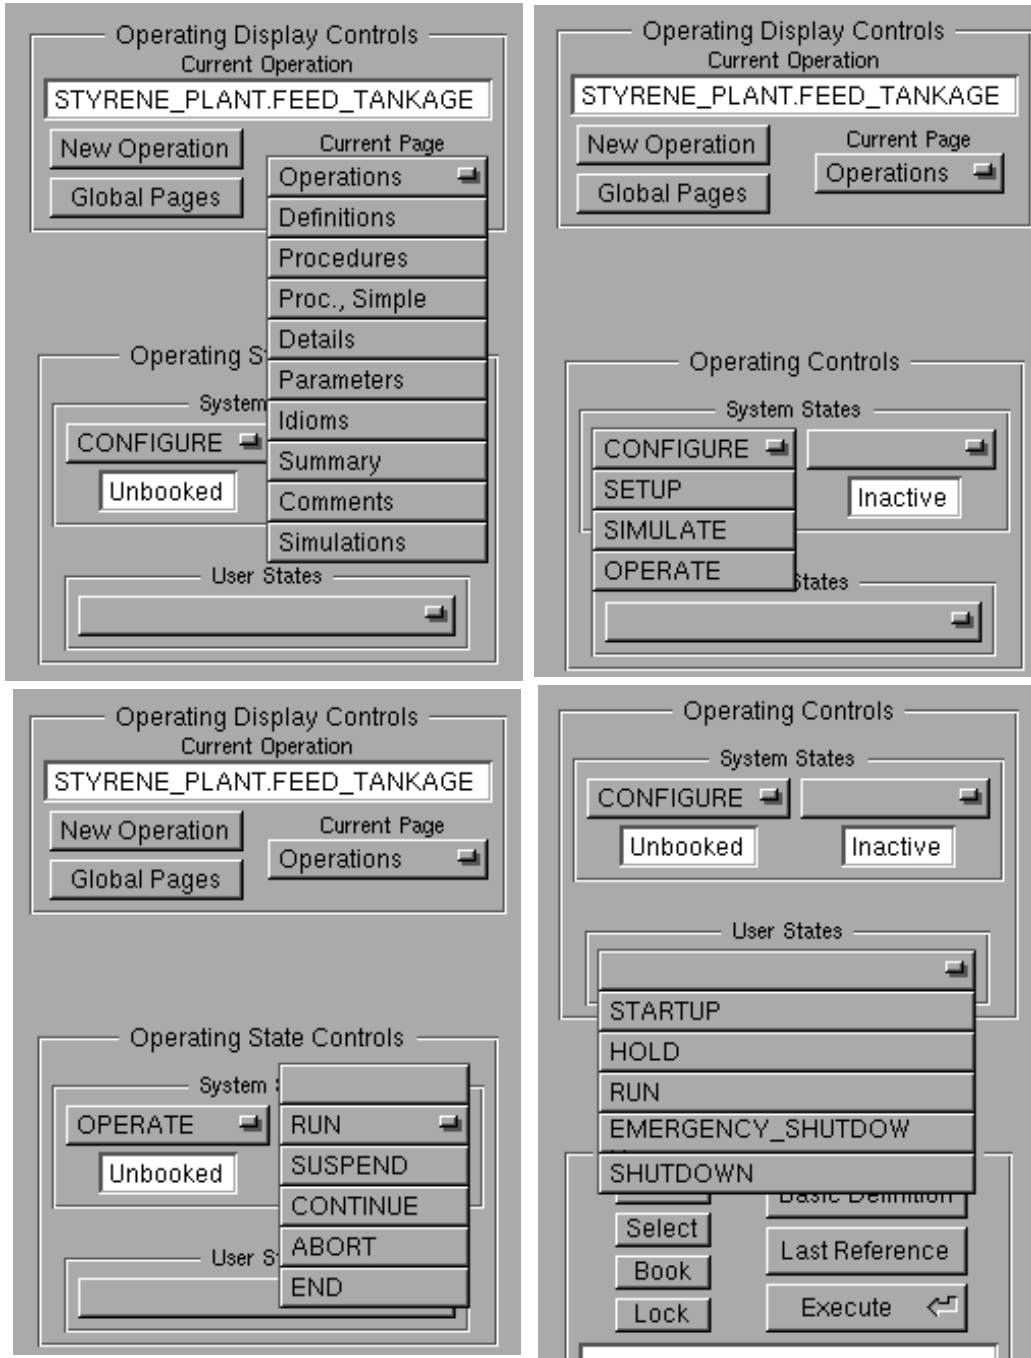 Operating Display Controls
Current Operation
STYRENE_PLANT.FEED_TANKAGE
New Operation
Current Page
Global Pages
Operations
Definitions
Procedures
Proc., Simple
Details
Parameters
Idioms
Summary
Comments
Simulations
Operating S
System
CONFIGURE
Unbooked
User States
Operating Display Controls
Current Operation
STYRENE_PLANT.FEED_TANKAGE
New Operation
Current Page
Global Pages
Operations
Operating Controls
System States
CONFIGURE
SETUP
SIMULATE
OPERATE
Inactive
States
Operating Display Controls
Current Operation
STYRENE_PLANT.FEED_TANKAGE
New Operation
Current Page
Global Pages
Operations
Operating State Controls
System
OPERATE
Unbooked
RUN
SUSPEND
CONTINUE
ABORT
END
User S
Operating Controls
System States
CONFIGURE
Unbooked
Inactive
User States
STARTUP
HOLD
RUN
EMERGENCY_SHUTDOW
SHUTDOWN
Basic Definition
Select
Last Reference
Book
Lock
Execute